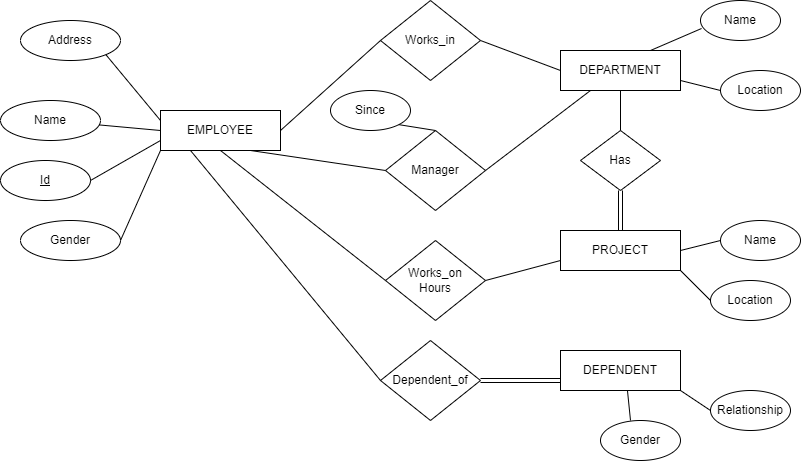 Name
Works_in
Address
DEPARTMENT
Location
Since
Name
EMPLOYEE
Has
Manager
Id
Gender
Name
PROJECT
Works_on
Hours
Location
Dependent_of
DEPENDENT
Relationship
Gender